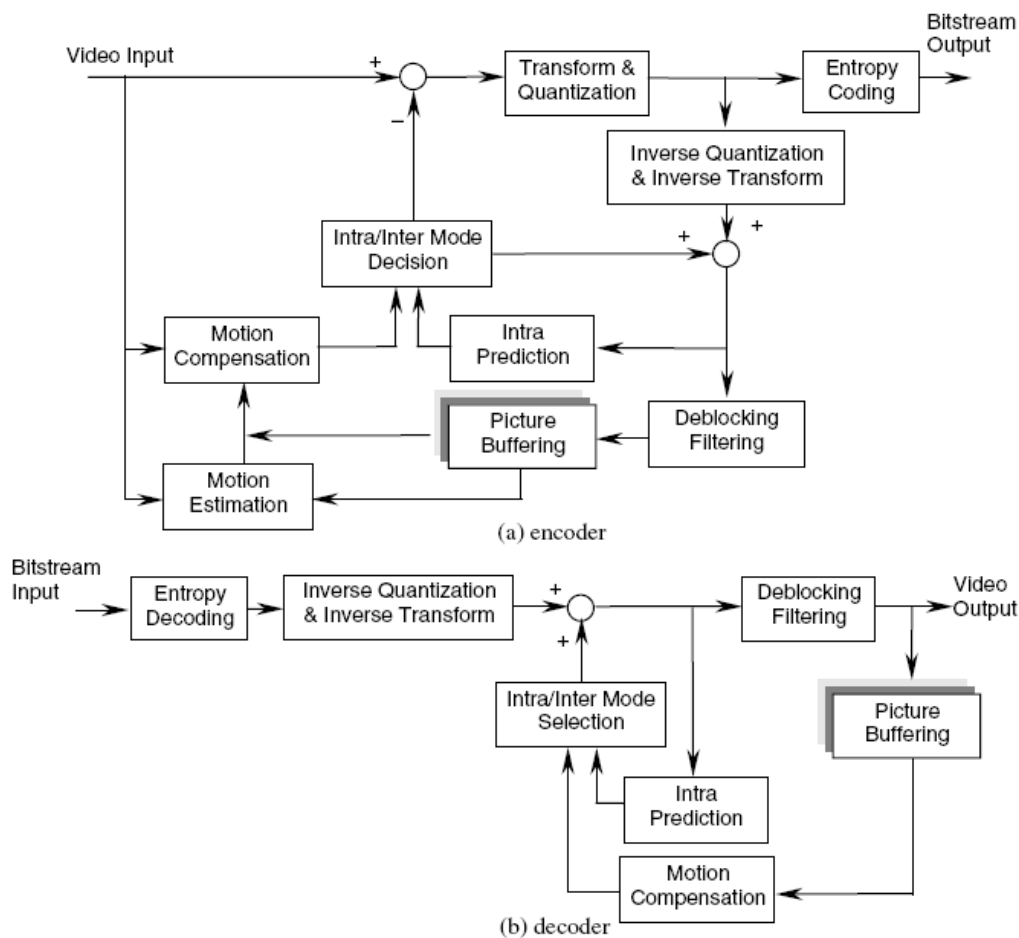 Video Input
+
Transform &
Quantization
Entropy
Coding
Bitstream
Output
−
Inverse Quantization
& Inverse Transform
+
+
Intra/Inter Mode
Decision
Motion
Compensation
Intra
Prediction
Picture
Buffering
Deblocking
Filtering
Motion
Estimation
(a) encoder
Bitstream
Input
Entropy
Decoding
Inverse Quantization
& Inverse Transform
+
+
Deblocking
Filtering
Video
Output
Intra/Inter Mode
Selection
Picture
Buffering
Intra
Prediction
Motion
Compensation
(b) decoder